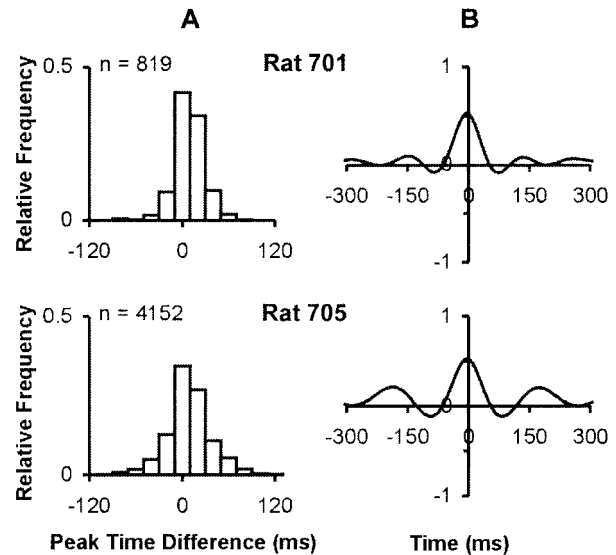 A
B
Relative Frequency
0.5
0
n = 819
-120
0
120
Rat 701
1
0
-300
-150
0
150
300
-1
Relative Frequency
0.5
0
n = 4152
-120
0
120
Peak Time Difference (ms)
Rat 705
1
0
-300
-150
0
150
300
-1
Time (ms)